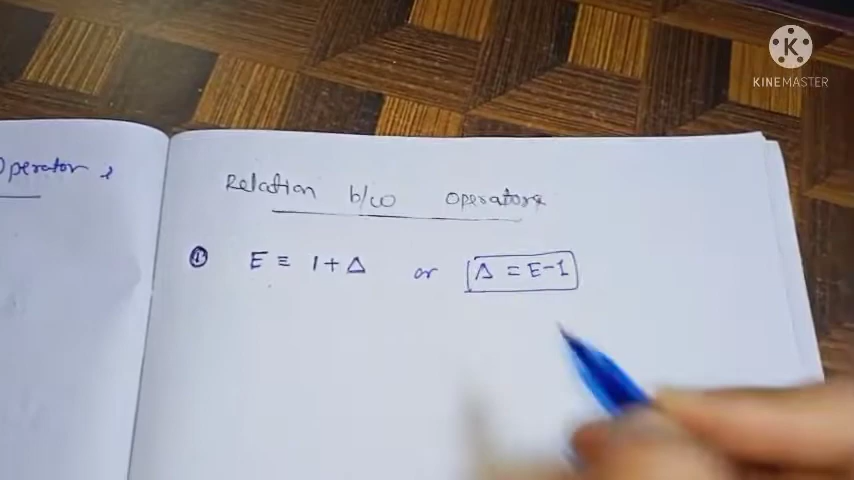 K
KINEMASTER
Operator :
Relation b/w Operators
① E ≡ 1 + Δ or Δ = E-1